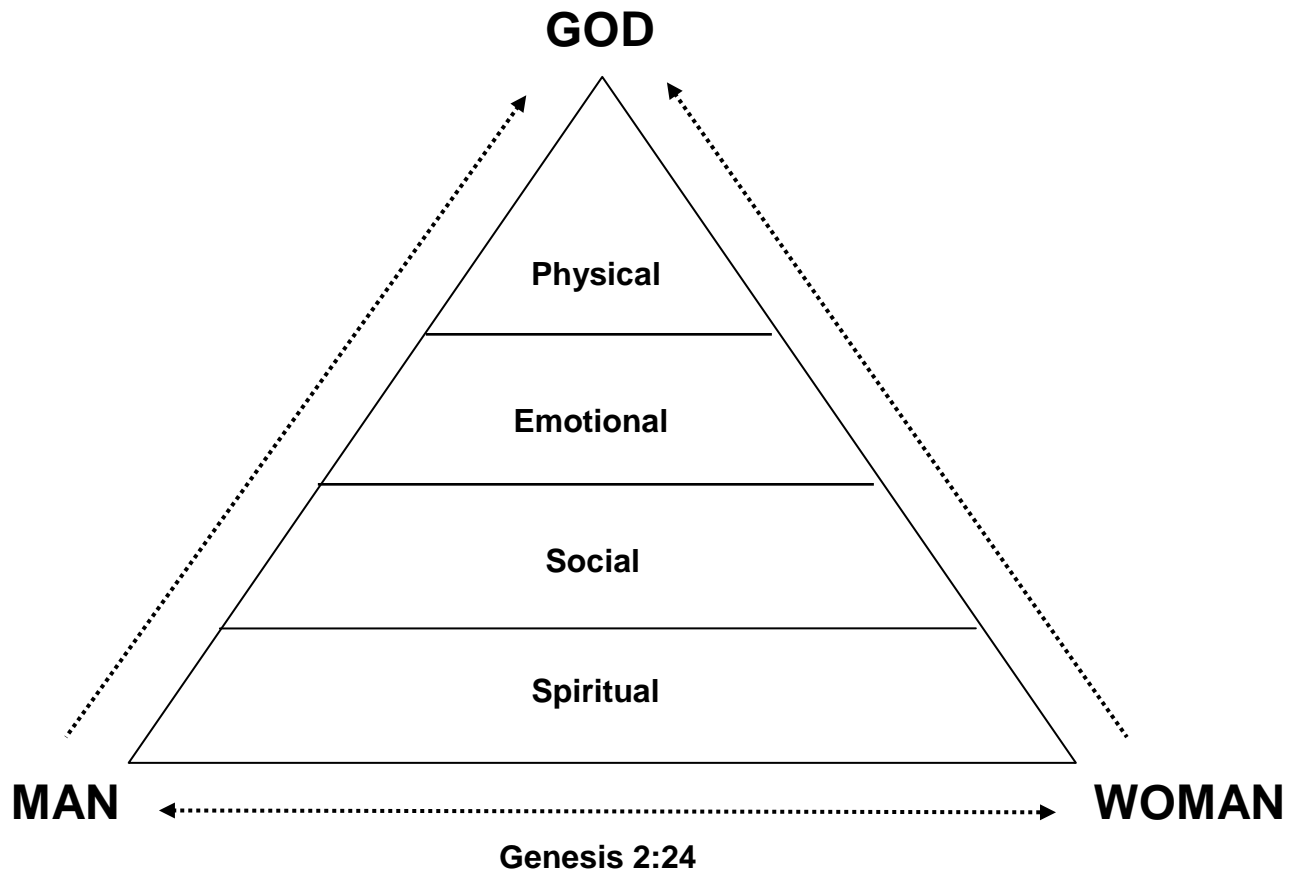 GOD
Physical
Emotional
Social
Spiritual
MAN
WOMAN
Genesis 2:24